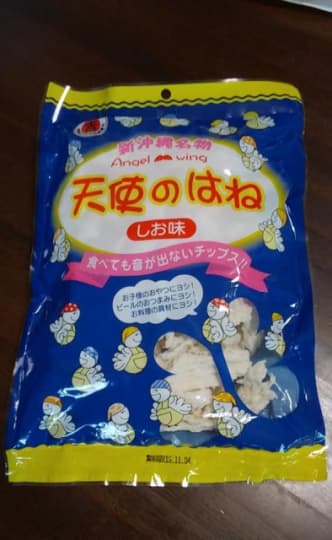 新沖縄名物
Angel wing
天使のはね
しお味
食べても音が出ないチップス!!
お子様のおやつにヨシ!
ビールのおつまみにヨシ!
お料理の具材にヨシ!